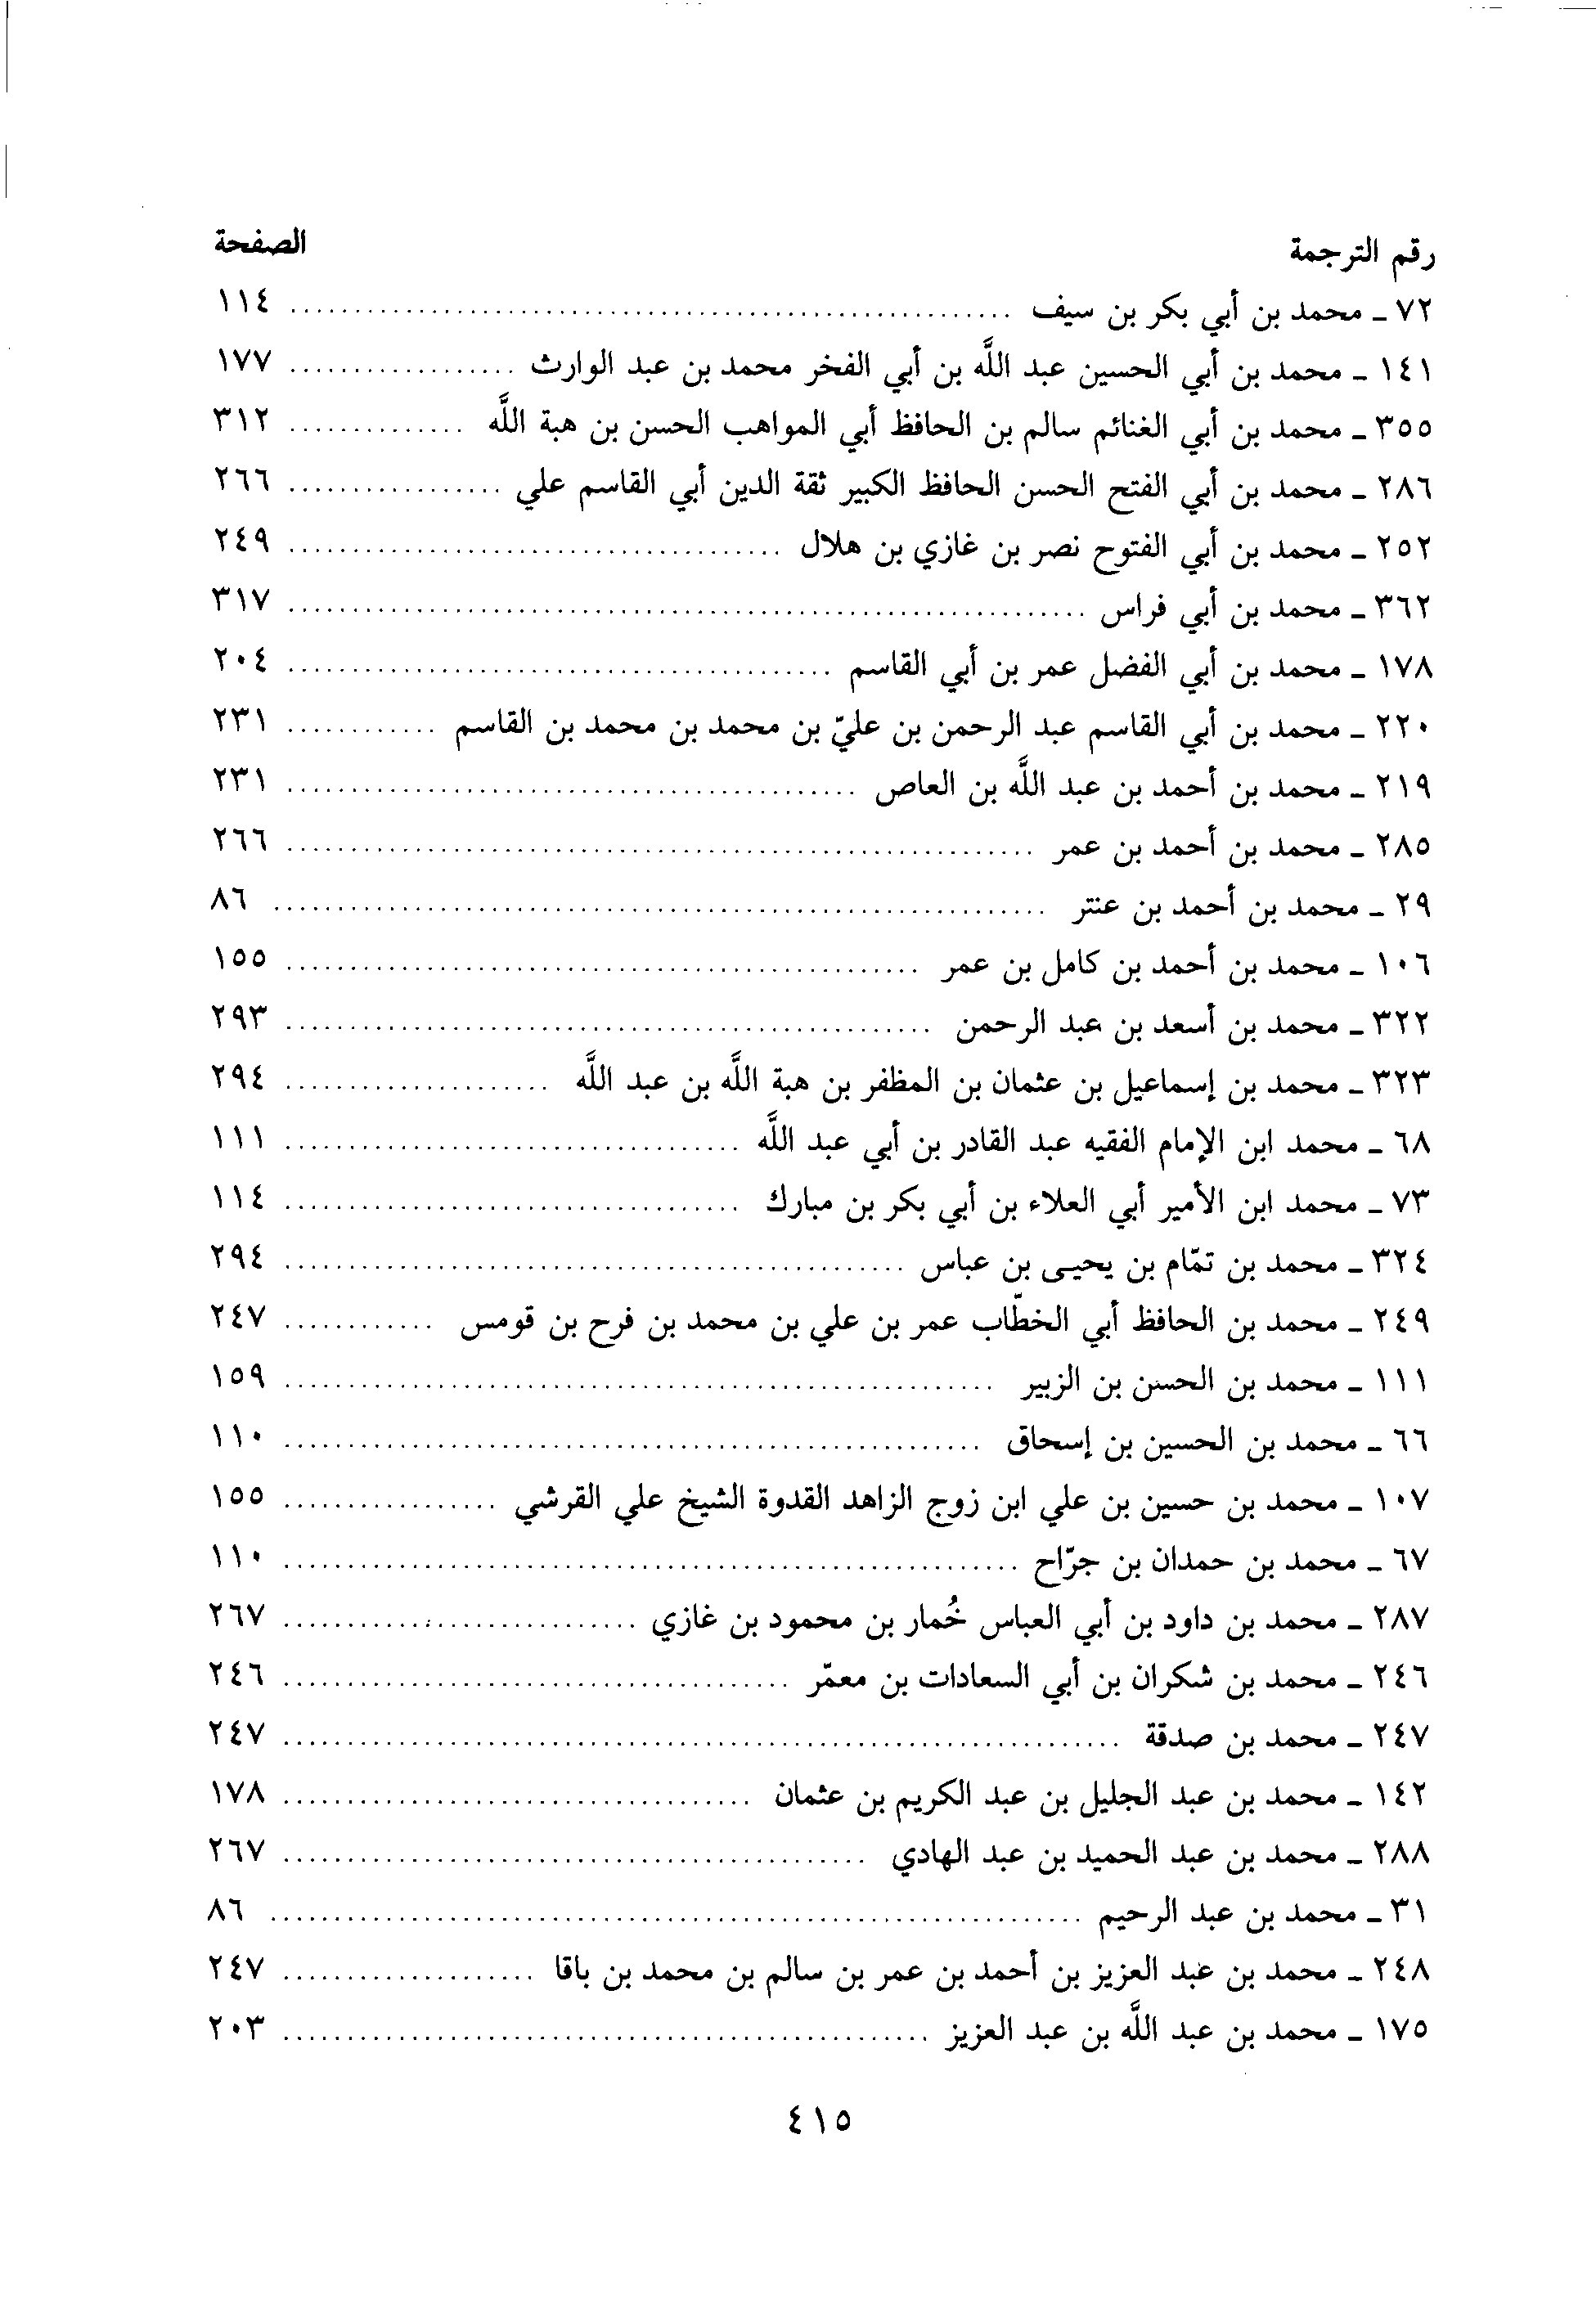 رقم الترجمة الصفحة
٧٢ ـ محمد بن أبي بكر بن سيف ........ ١١٤
١٤١ ـ محمد بن أبي الحسين عبد اللَّه بن أبي الفخر محمد بن عبد الوارث ........ ١٧٧
٣٥٥ ـ محمد بن أبي الغنائم سالم بن الحافظ أبي المواهب الحسن بن هبة اللَّه ........ ٣١٢
٢٨٦ ـ محمد بن أبي الفتح الحسن الحافظ الكبير ثقة الدين أبي القاسم علي ........ ٢٦٦
٢٥٢ ـ محمد بن أبي الفتوح نصر بن غازي بن هلال ........ ٢٤٩
٣٦٢ ـ محمد بن أبي فراس ........ ٣١٧
١٧٨ ـ محمد بن أبي الفضل عمر بن أبي القاسم ........ ٢٠٤
٢٢٠ ـ محمد بن أبي القاسم عبد الرحمن بن عليّ بن محمد بن محمد بن القاسم ........ ٢٣١
٢١٩ ـ محمد بن أحمد بن عبد اللَّه بن العاص ........ ٢٣١
٢٨٥ ـ محمد بن أحمد بن عمر ........ ٢٦٦
٢٩ ـ محمد بن أحمد بن عنتر ........ ٨٦
١٠٦ ـ محمد بن أحمد بن كامل بن عمر ........ ١٥٥
٣٢٢ ـ محمد بن أسعد بن عبد الرحمن ........ ٢٩٣
٣٢٣ ـ محمد بن إسماعيل بن عثمان بن المظفر بن هبة اللَّه بن عبد اللَّه ........ ٢٩٤
٦٨ ـ محمد ابن الإمام الفقيه عبد القادر بن أبي عبد اللَّه ........ ١١١
٧٣ ـ محمد ابن الأمير أبي العلاء بن أبي بكر بن مبارك ........ ١١٤
٣٢٤ ـ محمد بن تمّام بن يحيـى بن عباس ........ ٢٩٤
٢٤٩ ـ محمد بن الحافظ أبي الخطّاب عمر بن علي بن محمد بن فرح بن قومس ........ ٢٤٧
١١١ ـ محمد بن الحسن بن الزبير ........ ١٥٩
٦٦ ـ محمد بن الحسين بن إسحاق ........ ١١٠
١٠٧ ـ محمد بن حسين بن علي ابن زوج الزاهد القدوة الشيخ علي القرشي ........ ١٥٥
٦٧ ـ محمد بن حمدان بن جرّاح ........ ١١٠
٢٨٧ ـ محمد بن داود بن أبي العباس خُمار بن محمود بن غازي ........ ٢٦٧
٢٤٦ ـ محمد بن شكران بن أبي السعادات بن معمّر ........ ٢٤٦
٢٤٧ ـ محمد بن صدقة ........ ٢٤٧
١٤٢ ـ محمد بن عبد الجليل بن عبد الكريم بن عثمان ........ ١٧٨
٢٨٨ ـ محمد بن عبد الحميد بن عبد الهادي ........ ٢٦٧
٣١ ـ محمد بن عبد الرحيم ........ ٨٦
٢٤٨ ـ محمد بن عبد العزيز بن أحمد بن عمر بن سالم بن محمد بن باقا ........ ٢٤٧
١٧٥ ـ محمد بن عبد اللَّه بن عبد العزيز ........ ٢٠٣
٤١٥